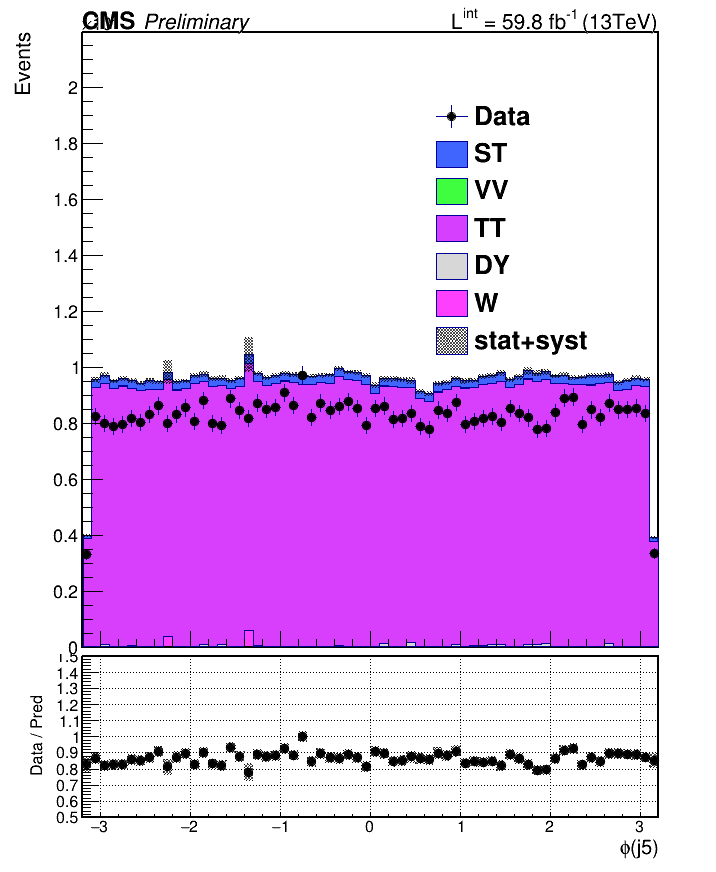 CMS Preliminary L^int = 59.8 fb^-1 (13TeV)
Events
2
1.8
1.6
1.4
1.2
1
0.8
0.6
0.4
0.2
0
Data
ST
VV
TT
DY
W
stat+syst
Data / Pred
1.5
1.4
1.3
1.2
1.1
1
0.9
0.8
0.7
0.6
0.5
−3 −2 −1 0 1 2 3
ϕ(j5)